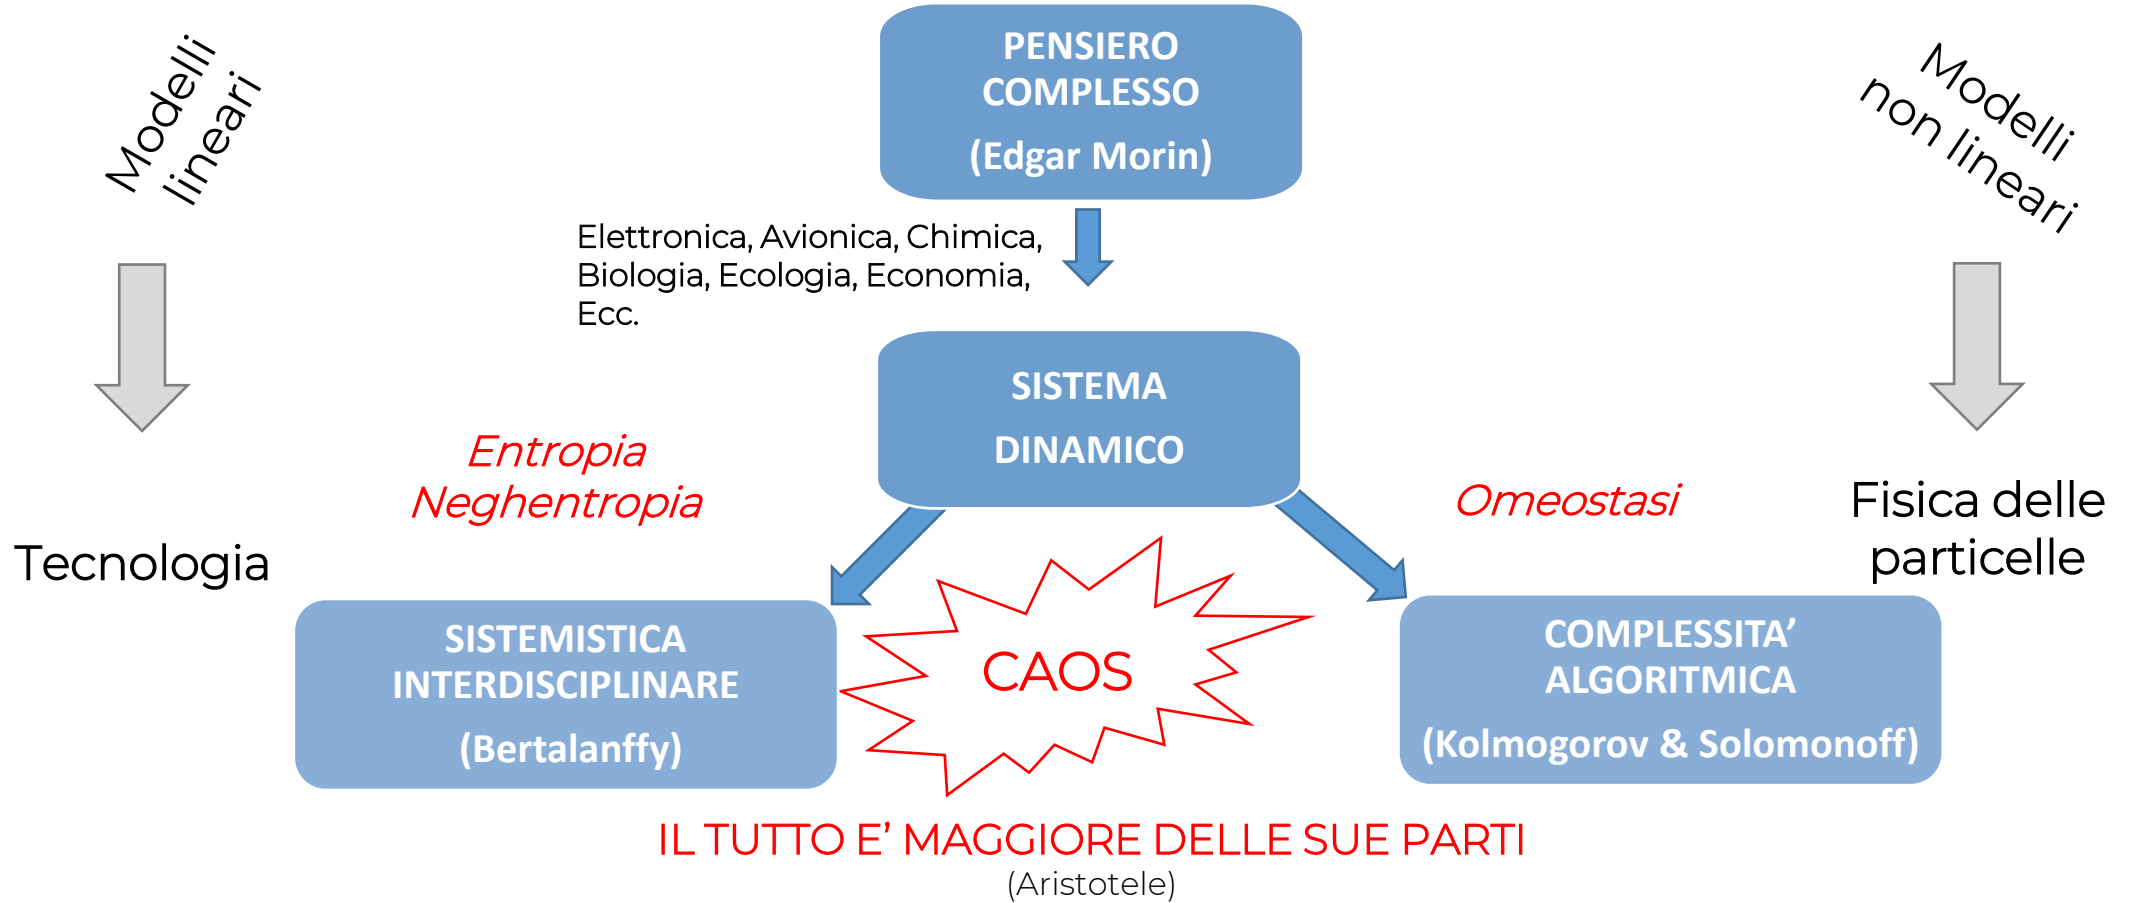 Modelli
lineari
PENSIERO
COMPLESSO
(Edgar Morin)
Modelli
non lineari
Elettronica, Avionica, Chimica,
Biologia, Ecologia, Economia,
Ecc.
SISTEMA
DINAMICO
Entropia
Neghentropia
Omeostasi
Tecnologia
Fisica delle
particelle
SISTEMISTICA
INTERDISCIPLINARE
(Bertalanffy)
CAOS
COMPLESSITA’
ALGORITMICA
(Kolmogorov & Solomonoff)
IL TUTTO E’ MAGGIORE DELLE SUE PARTI
(Aristotele)